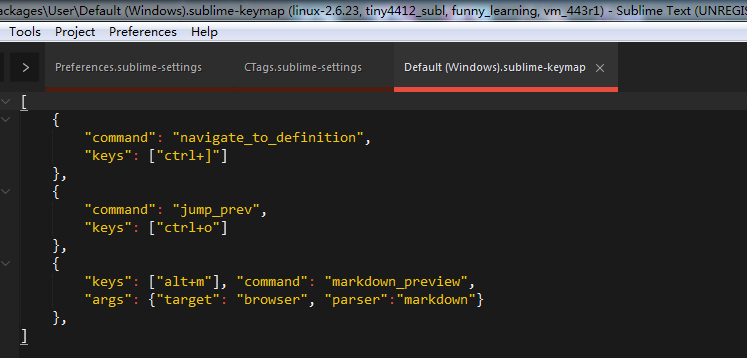 ackages\User\Default (Windows).sublime-keymap (linux-2.6.23, tiny4412_subl, funny_learning, vm_443r1) - Sublime Text (UNREGIS
Tools Project Preferences Help
Preferences.sublime-settings CTags.sublime-settings Default (Windows).sublime-keymap ×
[
    {
        "command": "navigate_to_definition",
        "keys": ["ctrl+]"]
    },
    {
        "command": "jump_prev",
        "keys": ["ctrl+o"]
    },
    {
        "keys": ["alt+m"], "command": "markdown_preview",
        "args": {"target": "browser", "parser":"markdown"}
    },
]